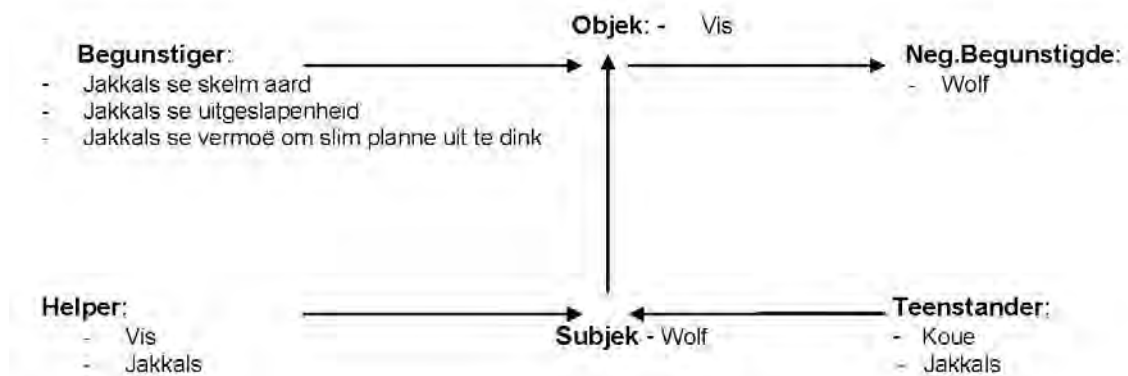 Objek: - Vis
Begunstiger:
- Jakkals se skelm aard
- Jakkals se uitgeslapenheid
- Jakkals se vermoë om slim planne uit te dink
Neg.Begunstigde:
- Wolf
Helper:
- Vis
- Jakkals
Subjek - Wolf
Teenstander:
- Koue
- Jakkals